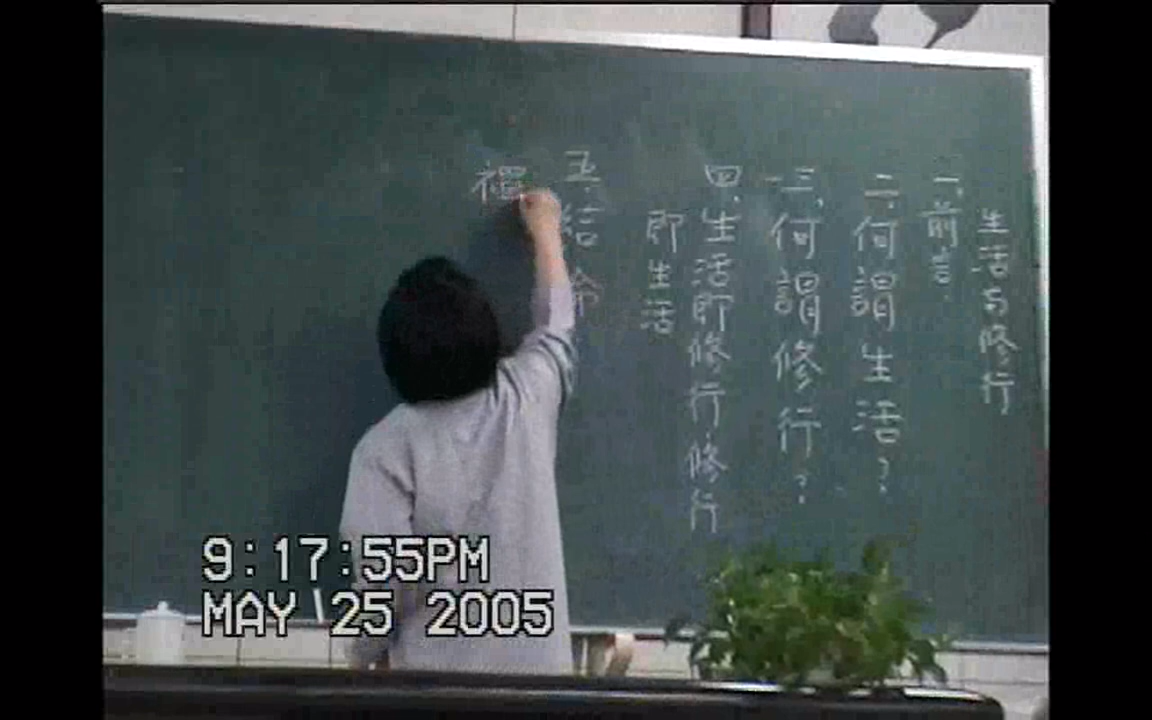 生活与修行
一、前言.
二、何謂生活?
三、何謂修行?
四、生活即修行,修行
即生活
五、結命
9:17:55PM
MAY 25 2005